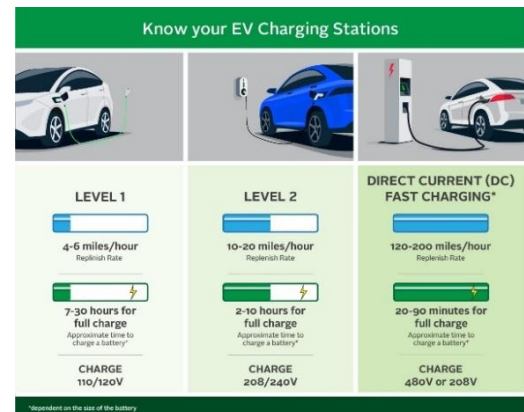 Know your EV Charging Stations
LEVEL 1
4-6 miles/hour
Replinish Rate
7-30 hours for
full charge
Approximate time to
charge a battery*
CHARGE
110/120V
LEVEL 2
10-20 miles/hour
Replenish Rate
2-10 hours for
full charge
Approximate time to
charge a battery*
CHARGE
208/240V
DIRECT CURRENT (DC)
FAST CHARGING*
120-200 miles/hour
Replenish Rate
20-90 minutes for
full charge
Approximate time to
charge a battery*
CHARGE
480V or 208V
*dependent on the size of the battery